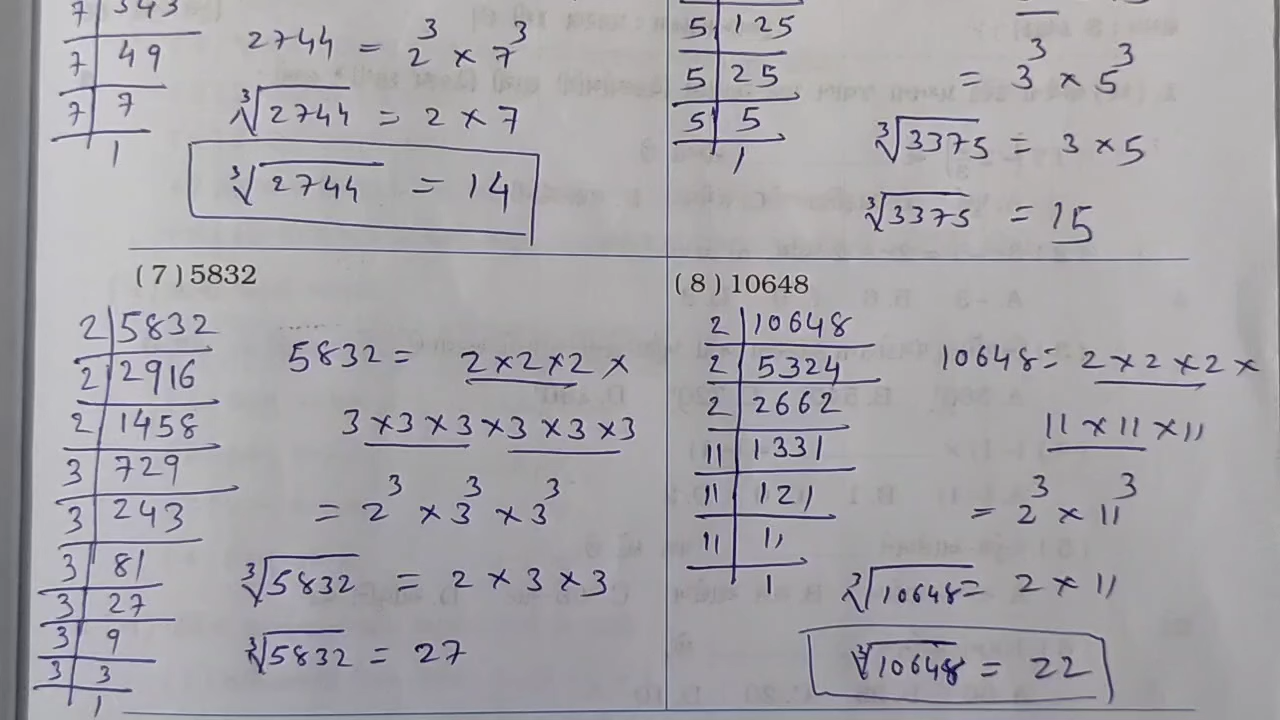 7 | 343
7 | 49
7 | 7
1
2744 = 2³ × 7³
∛2744 = 2 × 7
∛2744 = 14
5 | 125
5 | 25
5 | 5
1
= 3³ × 5³
∛3375 = 3 × 5
∛3375 = 15
(7) 5832
2 | 5832
2 | 2916
2 | 1458
3 | 729
3 | 243
3 | 81
3 | 27
3 | 9
3 | 3
1
5832 = 2 × 2 × 2 ×
3 × 3 × 3 × 3 × 3 × 3
= 2³ × 3³ × 3³
∛5832 = 2 × 3 × 3
∛5832 = 27
(8) 10648
2 | 10648
2 | 5324
2 | 2662
11 | 1331
11 | 121
11 | 11
1
10648 = 2 × 2 × 2 ×
11 × 11 × 11
= 2³ × 11³
∛10648 = 2 × 11
∛10648 = 22